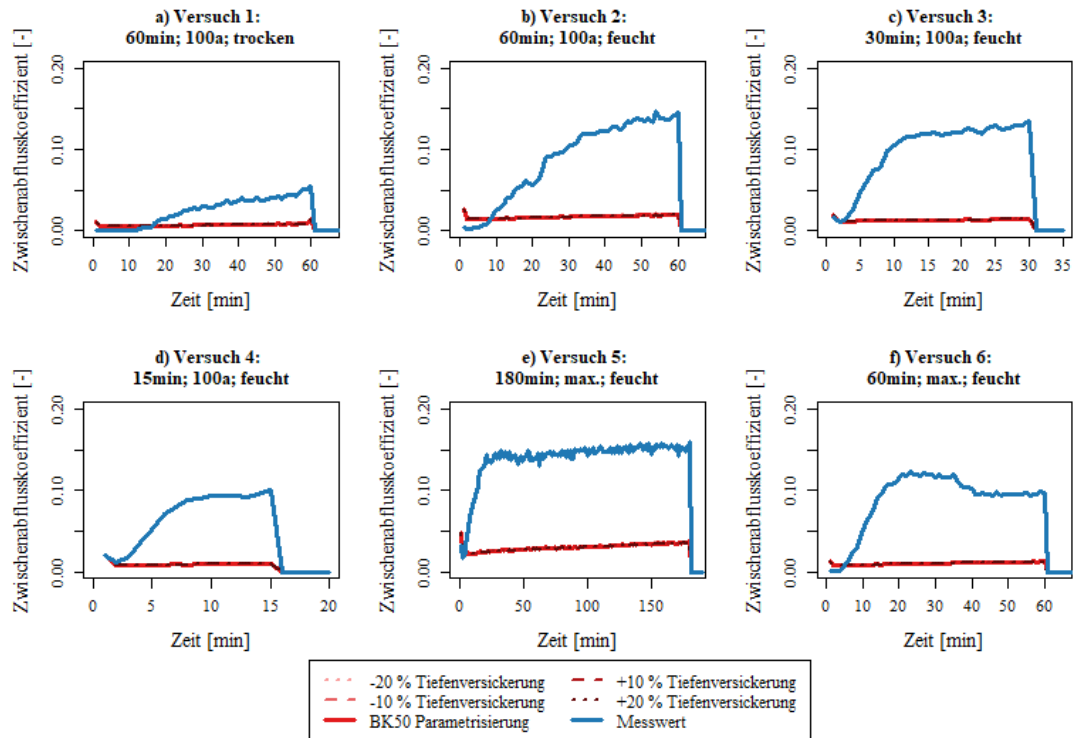 a) Versuch 1:
60min; 100a; trocken
Zwischenabflusskoeffizient [-]
0.00
0.10
0.20
0
10
20
30
40
50
60
Zeit [min]
b) Versuch 2:
60min; 100a; feucht
Zwischenabflusskoeffizient [-]
0.00
0.10
0.20
0
10
20
30
40
50
60
Zeit [min]
c) Versuch 3:
30min; 100a; feucht
Zwischenabflusskoeffizient [-]
0.00
0.10
0.20
0
5
10
15
20
25
30
35
Zeit [min]
d) Versuch 4:
15min; 100a; feucht
Zwischenabflusskoeffizient [-]
0.00
0.10
0.20
0
5
10
15
20
Zeit [min]
e) Versuch 5:
180min; max.; feucht
Zwischenabflusskoeffizient [-]
0.00
0.10
0.20
0
50
100
150
Zeit [min]
f) Versuch 6:
60min; max.; feucht
Zwischenabflusskoeffizient [-]
0.00
0.10
0.20
0
10
20
30
40
50
60
Zeit [min]
-20 % Tiefenversickerung
-10 % Tiefenversickerung
BK50 Parametrisierung
+10 % Tiefenversickerung
+20 % Tiefenversickerung
Messwert